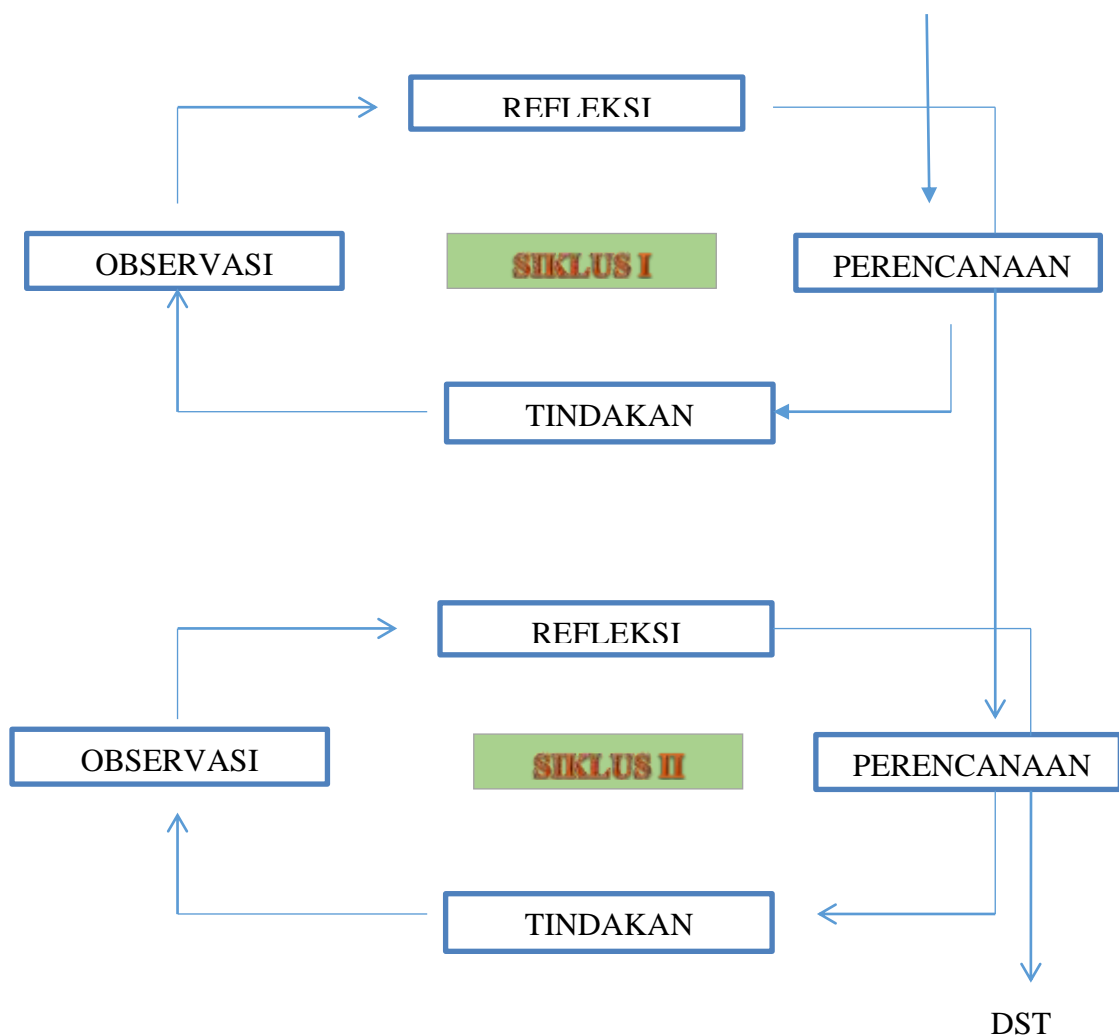 REFLEKSI
OBSERVASI
SIKLUS I
PERENCANAAN
TINDAKAN
REFLEKSI
OBSERVASI
SIKLUS II
PERENCANAAN
TINDAKAN
DST